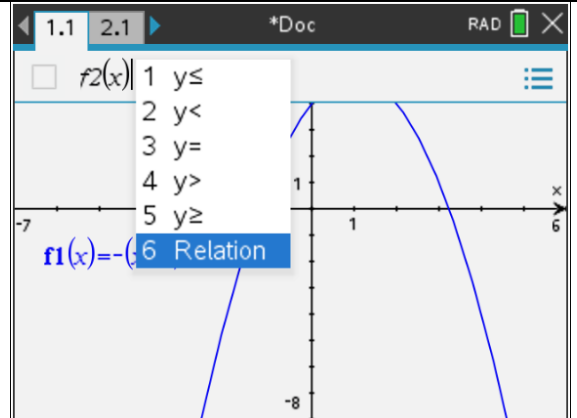 1.1 2.1 *Doc RAD
f2(x) 1 y≤
2 y<
3 y=
4 y>
5 y≥
6 Relation
1
x
-7 1 6
f1(x)=-(
-8